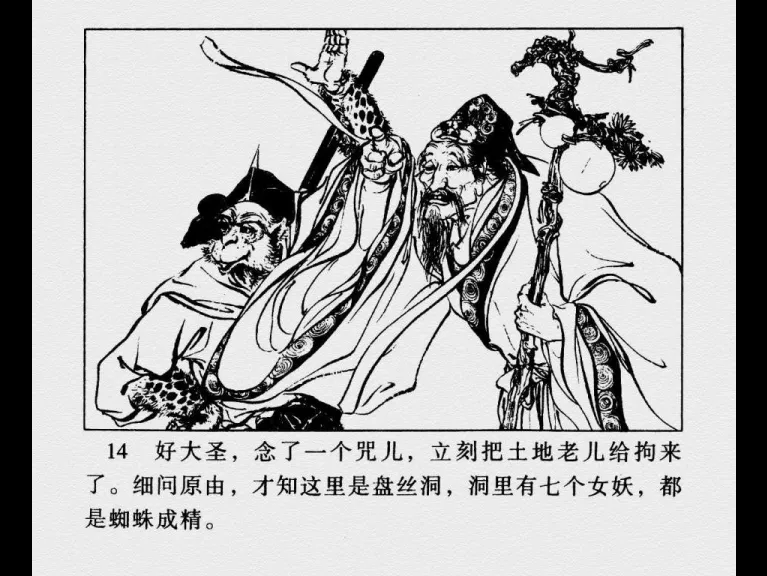 14 好大圣，念了一个咒儿，立刻把土地老儿给拘来
了。细问原由，才知这里是盘丝洞，洞里有七个女妖，都
是蜘蛛成精。